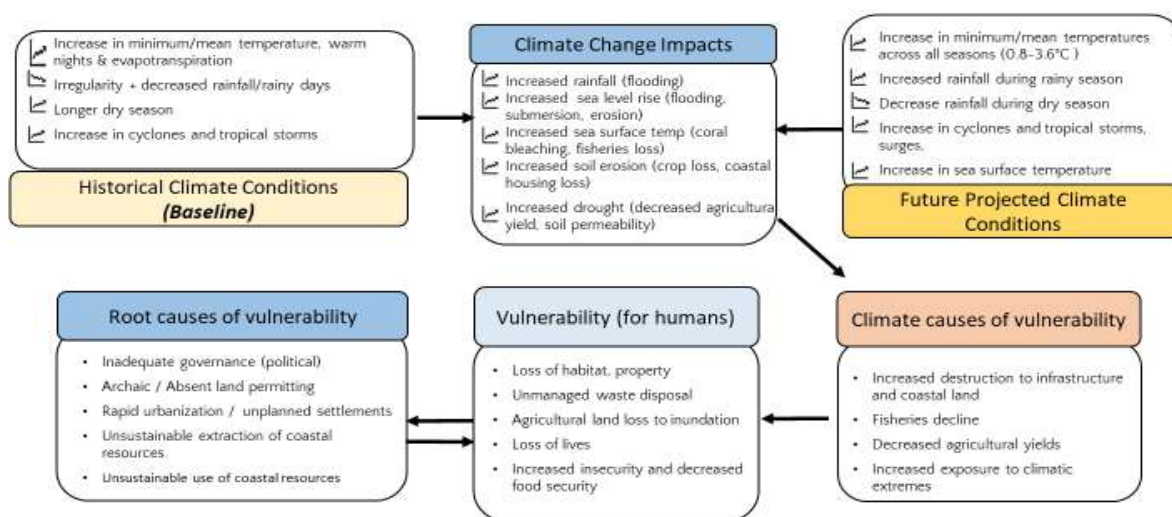 Increase in minimum/mean temperature, warm
nights & evapotranspiration
Irregularity + decreased rainfall/rainy days
Longer dry season
Increase in cyclones and tropical storms
Historical Climate Conditions
(Baseline)
Climate Change Impacts
Increased rainfall (flooding)
Increased sea level rise (flooding,
submersion, erosion)
Increased sea surface temp (coral
bleaching, fisheries loss)
Increased soil erosion (crop loss, coastal
housing loss)
Increased drought (decreased agricultura
yield, soil permeability)
Increase in minimum/mean temperatures
across all seasons (0.8-3.6°C )
Increased rainfall during rainy season
Decrease rainfall during dry season
Increase in cyclones and tropical storms,
surges,
Increase in sea surface temperature
Future Projected Climate
Conditions
Root causes of vulnerability
• Inadequate governance (political)
• Archaic / Absent land permitting
• Rapid urbanization / unplanned settlements
• Unsustainable extraction of coastal
resources
• Unsustainable use of coastal resources
Vulnerability (for humans)
• Loss of habitat, property
• Unmanaged waste disposal
• Agricultural land loss to inundation
• Loss of lives
• Increased insecurity and decreased
food security
Climate causes of vulnerability
• Increased destruction to infrastructure
and coastal land
• Fisheries decline
• Decreased agricultural yields
• Increased exposure to climatic
extremes